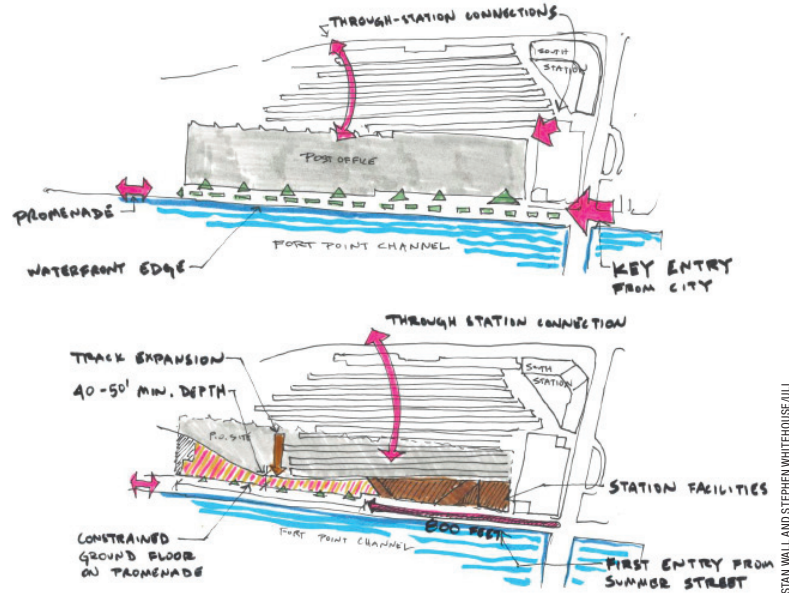 THROUGH-STATION CONNECTIONS
SOUTH
STATION
POST OFFICE
PROMENADE
FORT POINT CHANNEL
WATERFRONT EDGE
KEY ENTRY
FROM CITY
THROUGH STATION CONNECTION
TRACK EXPANSION
40-50' MIN. DEPTH
SOUTH
STATION
P.O. SITE
STATION FACILITIES
800 FEET
FORT POINT CHANNEL
CONSTRAINED
GROUND FLOOR
ON PROMENADE
FIRST ENTRY FROM
SUMMER STREET
STAN WALL AND STEPHEN WHITEHOUSE/ULI